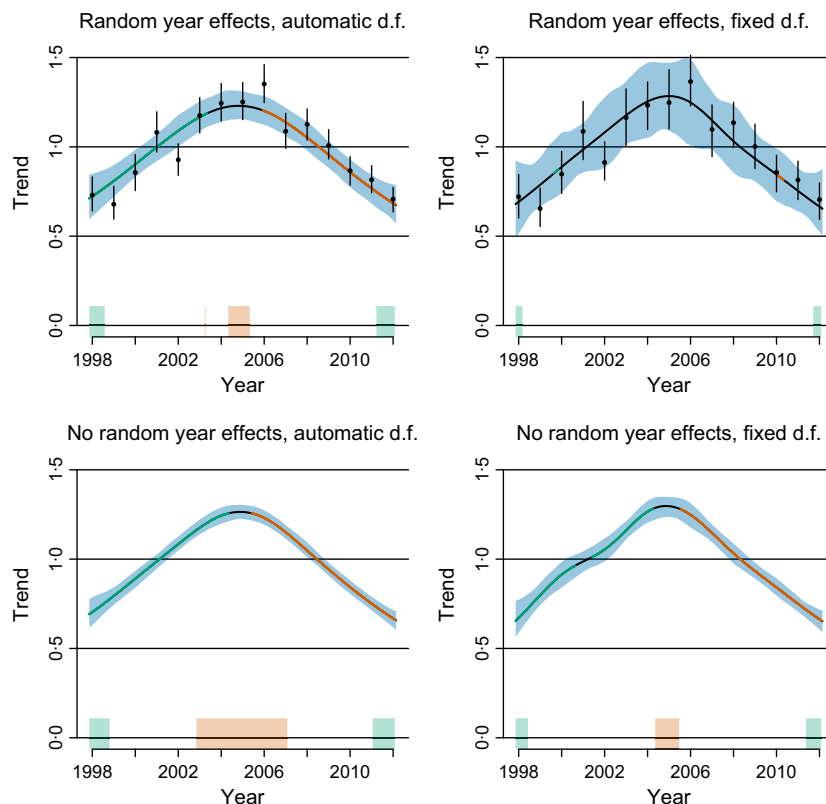 Random year effects, automatic d.f.
Trend
1·5
1·0
0·5
0·0
1998 2002 2006 2010
Year
Random year effects, fixed d.f.
Trend
1·5
1·0
0·5
0·0
1998 2002 2006 2010
Year
No random year effects, automatic d.f.
Trend
1·5
1·0
0·5
0·0
1998 2002 2006 2010
Year
No random year effects, fixed d.f.
Trend
1·5
1·0
0·5
0·0
1998 2002 2006 2010
Year